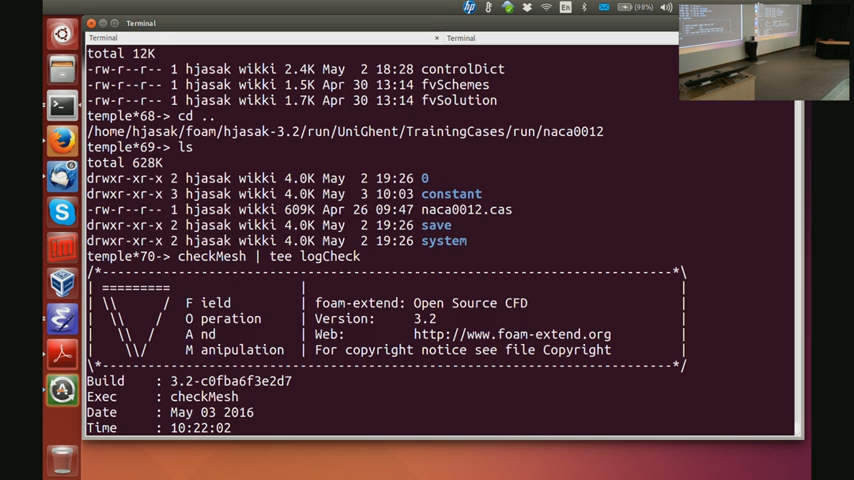 Terminal
En
(98%)
Terminal × Terminal
total 12K
-rw-r--r-- 1 hjasak wikki 2.4K May  2 18:28 controlDict
-rw-r--r-- 1 hjasak wikki 1.5K Apr 30 13:14 fvSchemes
-rw-r--r-- 1 hjasak wikki 1.7K Apr 30 13:14 fvSolution
temple*68-> cd ..
/home/hjasak/foam/hjasak-3.2/run/UniGhent/TrainingCases/run/naca0012
temple*69-> ls
total 628K
drwxr-xr-x 2 hjasak wikki 4.0K May  2 19:26 0
drwxr-xr-x 3 hjasak wikki 4.0K May  3 10:03 constant
-rw-r--r-- 1 hjasak wikki 609K Apr 26 09:47 naca0012.cas
drwxr-xr-x 2 hjasak wikki 4.0K May  2 19:26 save
drwxr-xr-x 2 hjasak wikki 4.0K May  2 19:26 system
temple*70-> checkMesh | tee logCheck
/*---------------------------------------------------------------------------*\
| =========                 |                                                 |
| \\      /  F ield         | foam-extend: Open Source CFD                    |
|  \\    /   O peration     | Version:     3.2                                |
|   \\  /    A nd           | Web:         http://www.foam-extend.org         |
|    \\/     M anipulation  | For copyright notice see file Copyright         |
\*---------------------------------------------------------------------------*/
Build    : 3.2-c0fba6f3e2d7
Exec     : checkMesh
Date     : May 03 2016
Time     : 10:22:02